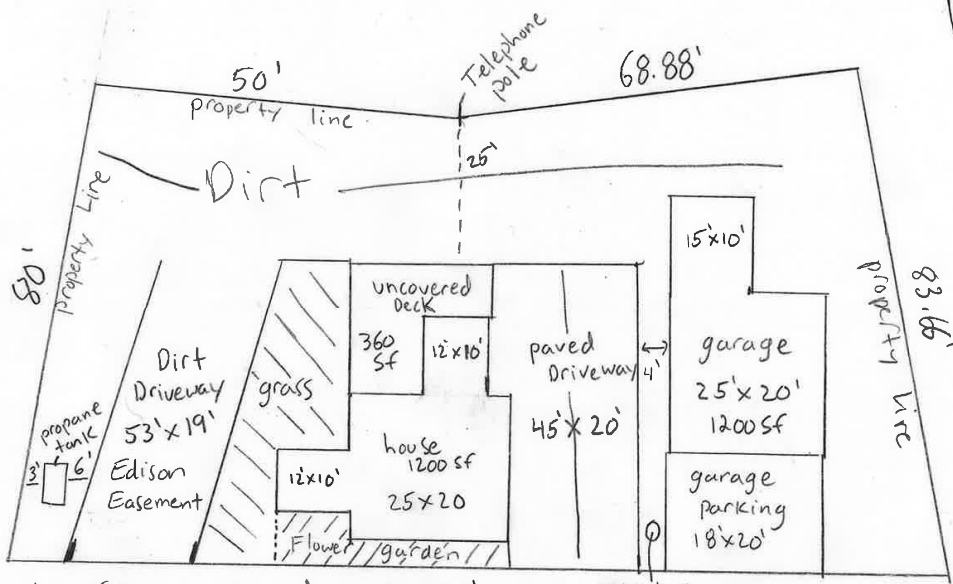 50'
property line
Telephone
pole
68.88'
25'
Dirt
property Line
80'
15'x10'
property line
83.66'
uncovered
Deck
360
Sf
12'x10'
paved
Driveway
45'x20'
4'
garage
25'x20'
1200 Sf
Dirt
Driveway
53'x19'
Edison
Easement
grass
propane
tank
3'
6'
house
1200 sf
25x20
12'x10'
Flower garden
garage
parking
18'x20'